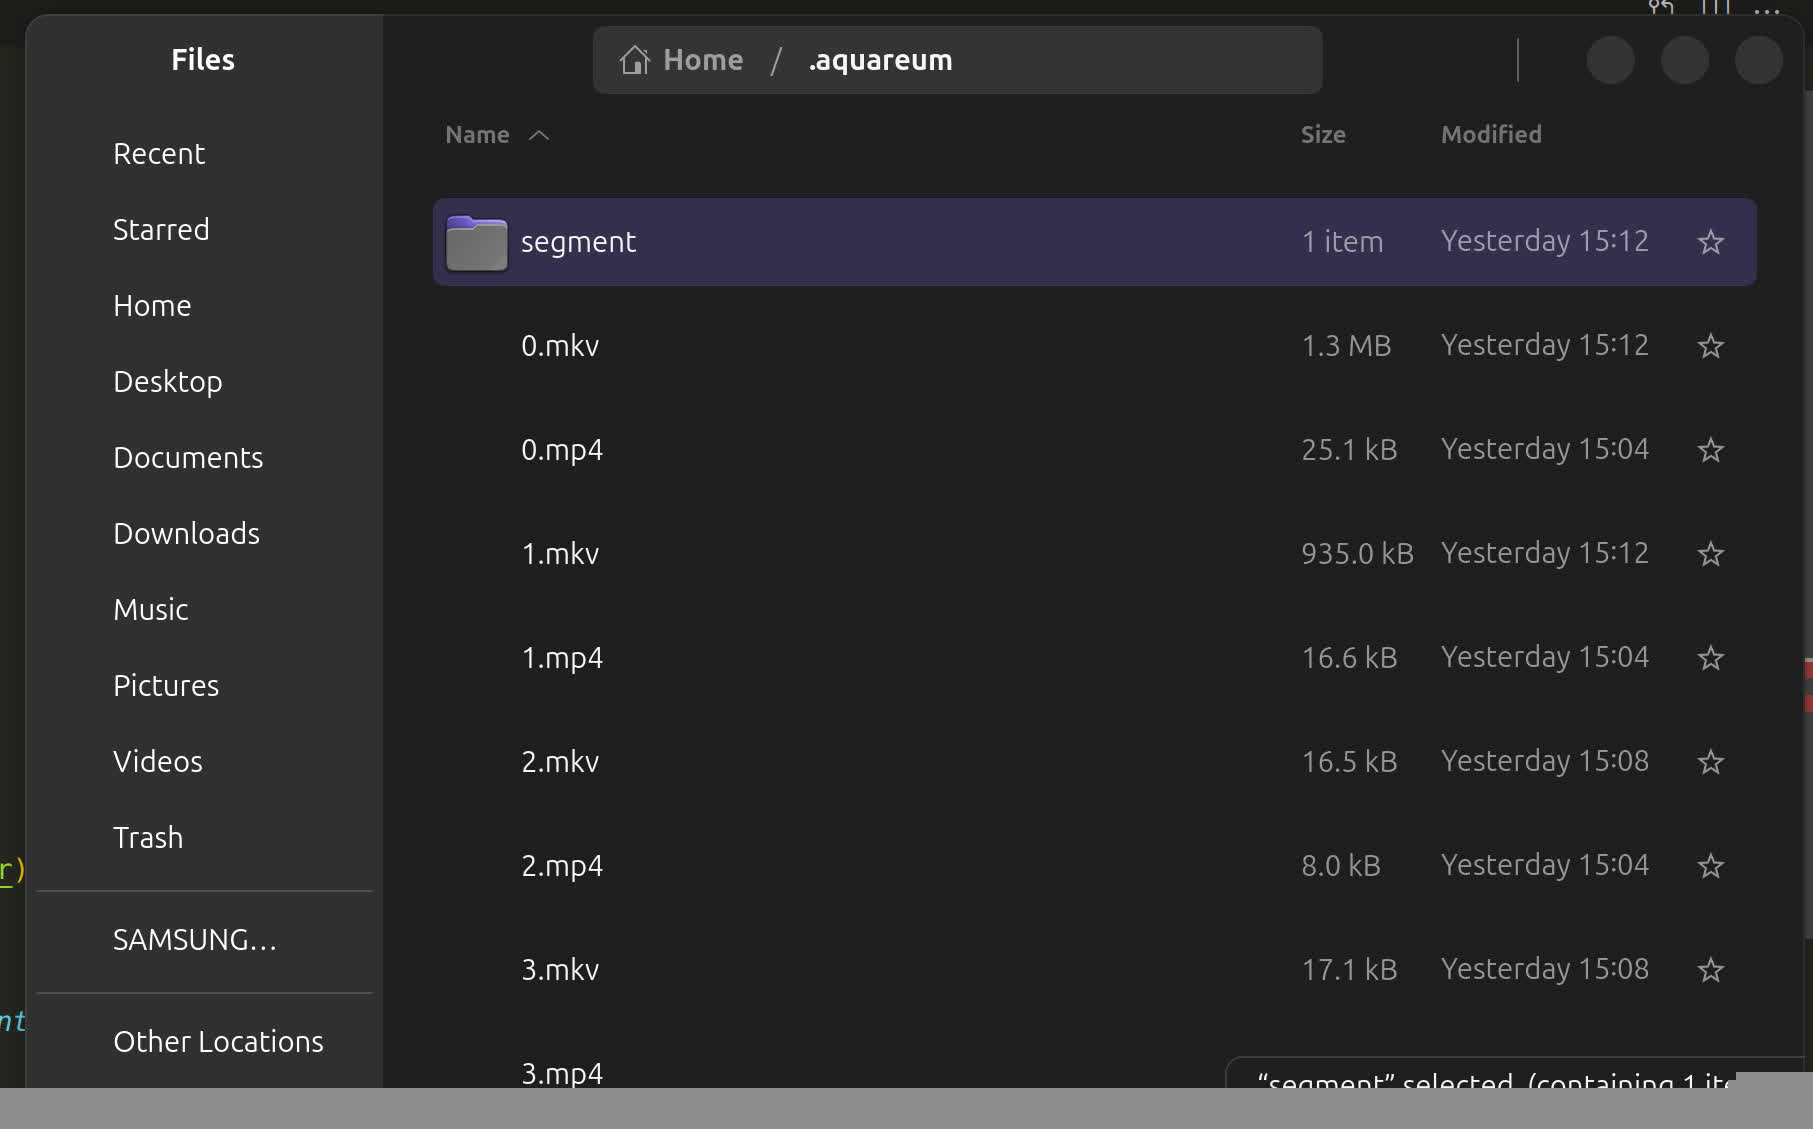 Files
Home / .aquareum
Recent
Starred
Home
Desktop
Documents
Downloads
Music
Pictures
Videos
Trash
SAMSUNG...
Other Locations
Name Size Modified
segment 1 item Yesterday 15:12
0.mkv 1.3 MB Yesterday 15:12
0.mp4 25.1 kB Yesterday 15:04
1.mkv 935.0 kB Yesterday 15:12
1.mp4 16.6 kB Yesterday 15:04
2.mkv 16.5 kB Yesterday 15:08
2.mp4 8.0 kB Yesterday 15:04
3.mkv 17.1 kB Yesterday 15:08
3.mp4
“segment” selected (containing 1 ite
r)
nt